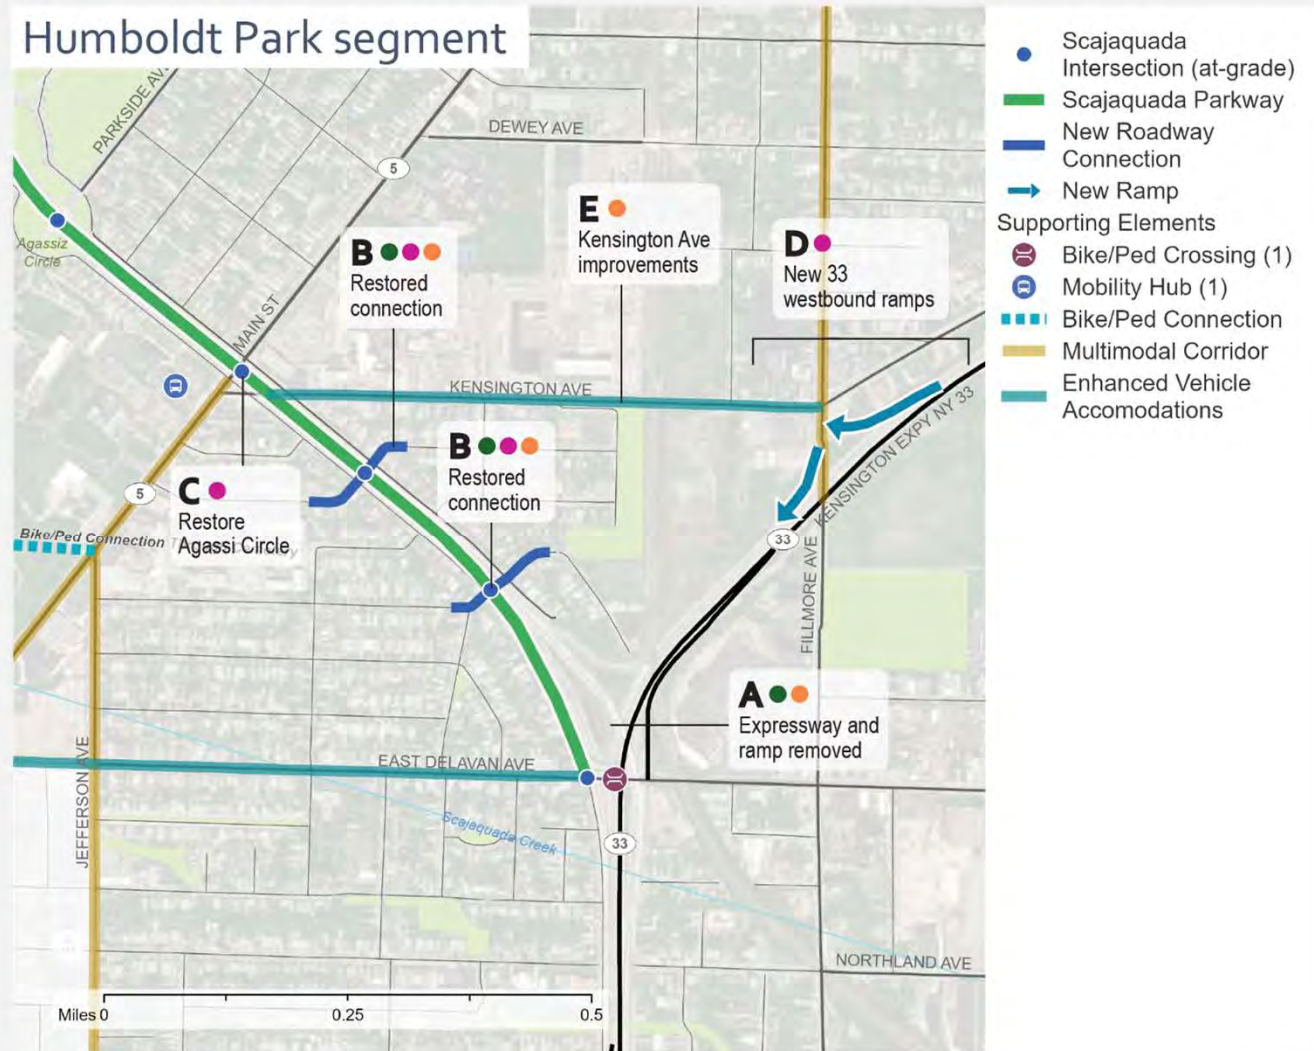 Humboldt Park segment
PARKSIDE AV
DEWEY AVE
5
Agassiz
Circle
MAIN ST
B
Restored
connection
E
Kensington Ave
improvements
D
New 33
westbound ramps
KENSINGTON AVE
B
Restored
connection
KENSINGTON EXPY NY 33
5
C
Restore
Agassi Circle
Bike/Ped Connection
33
FILLMORE AVE
A
Expressway and
ramp removed
JEFFERSON AVE
EAST DELAVAN AVE
Scajaquada Creek
33
NORTHLAND AVE
Miles 0 0.25 0.5
Scajaquada
Intersection (at-grade)
Scajaquada Parkway
New Roadway
Connection
New Ramp
Supporting Elements
Bike/Ped Crossing (1)
Mobility Hub (1)
Bike/Ped Connection
Multimodal Corridor
Enhanced Vehicle
Accomodations